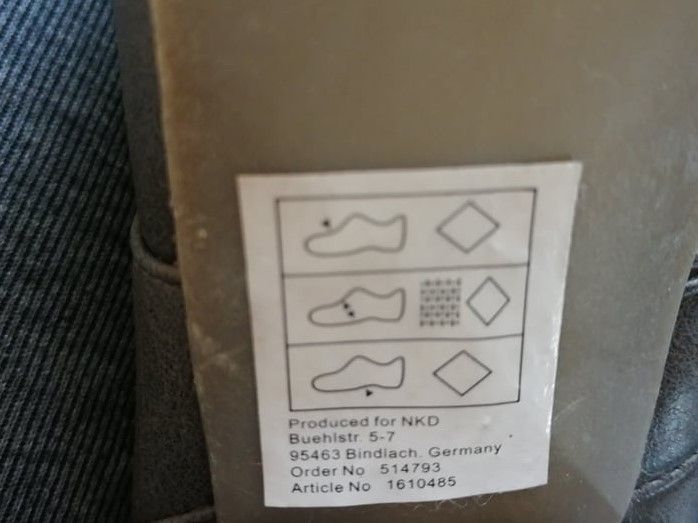 Produced for NKD
Buehlstr. 5-7
95463 Bindlach. Germany
Order No 514793
Article No 1610485